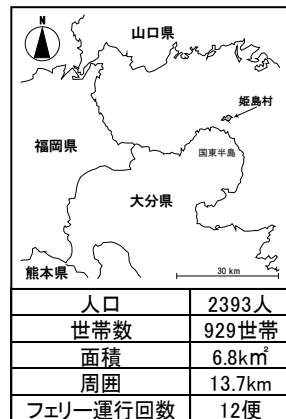 N
山口県
姫島村
福岡県
国東半島
大分県
熊本県
30 km
人口 2393人
世帯数 929世帯
面積 6.8k㎡
周囲 13.7km
フェリー運行回数 12便